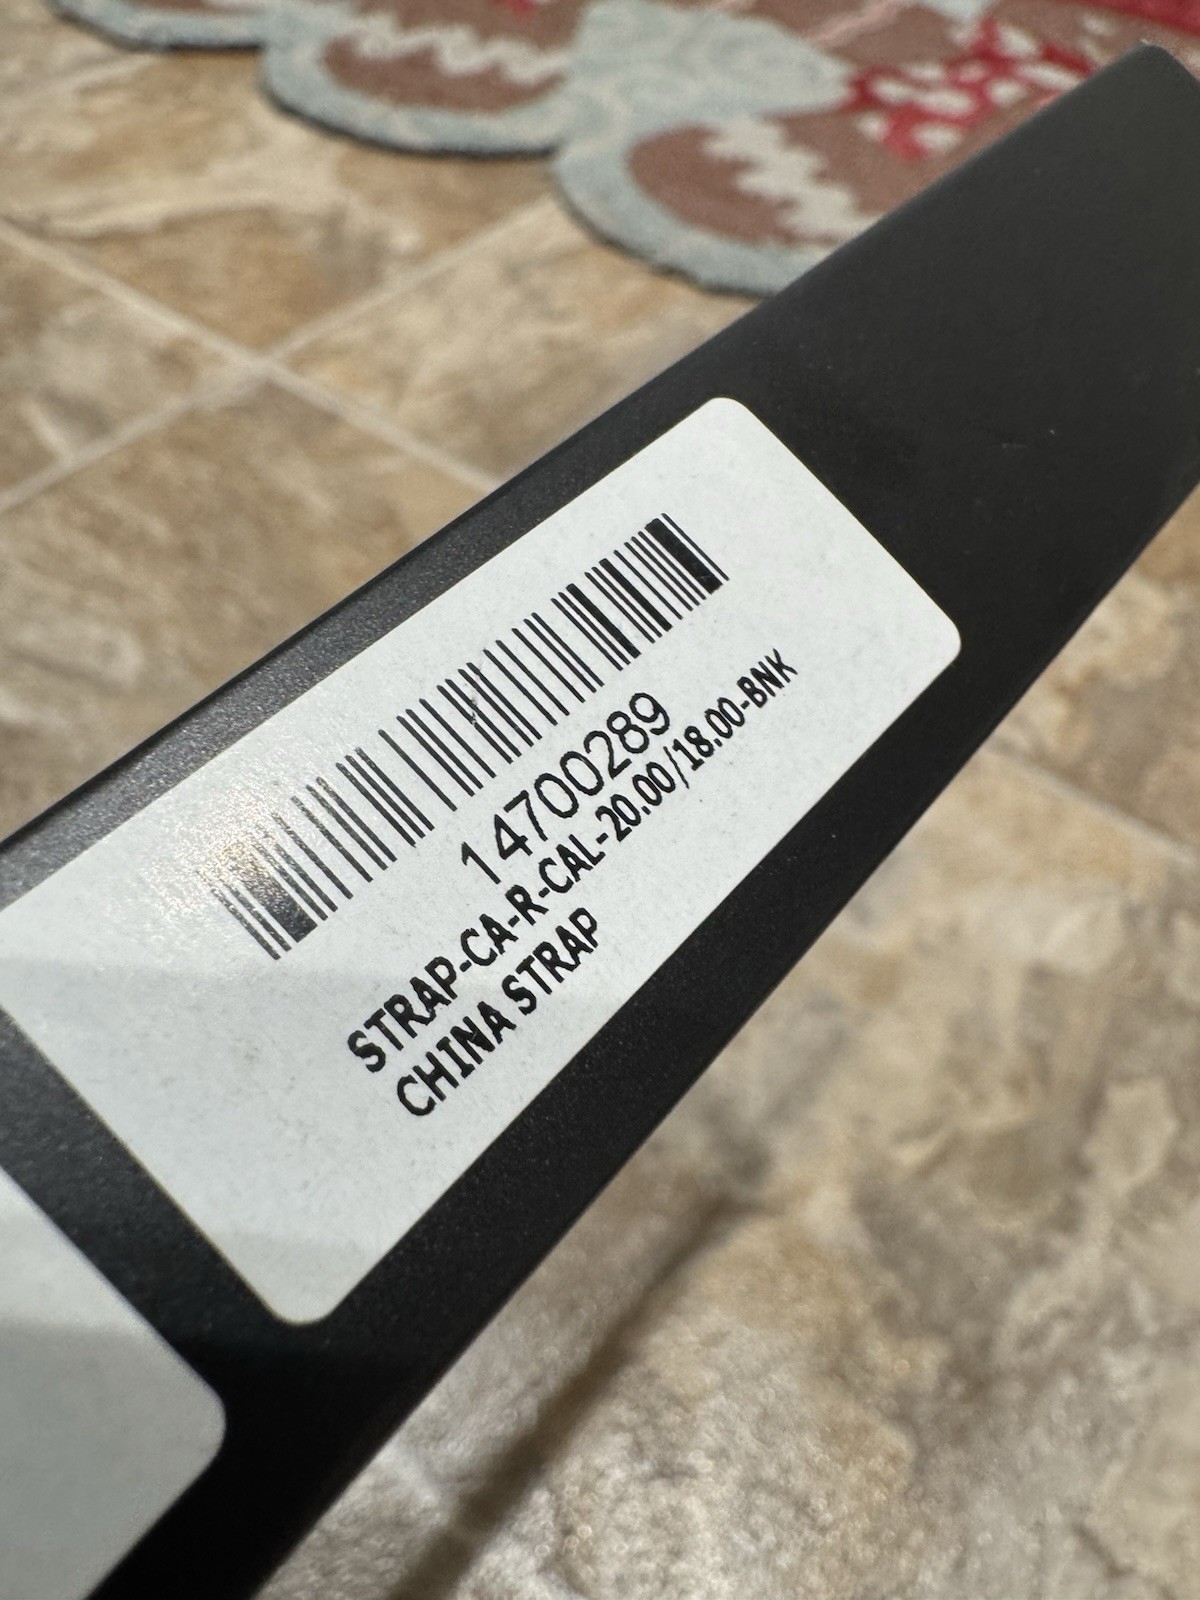 14700289
STRAP-CA-R-CAL-20.00/18.00-BNK
CHINA STRAP